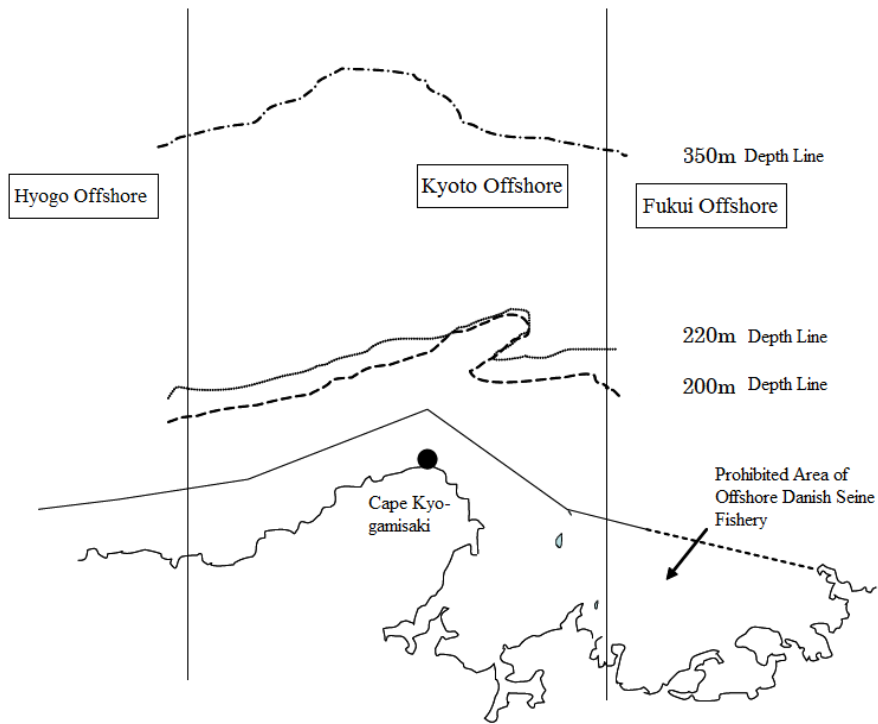 350m Depth Line
Hyogo Offshore
Kyoto Offshore
Fukui Offshore
220m Depth Line
200m Depth Line
Prohibited Area of
Offshore Danish Seine
Fishery
Cape Kyo-
gamisaki